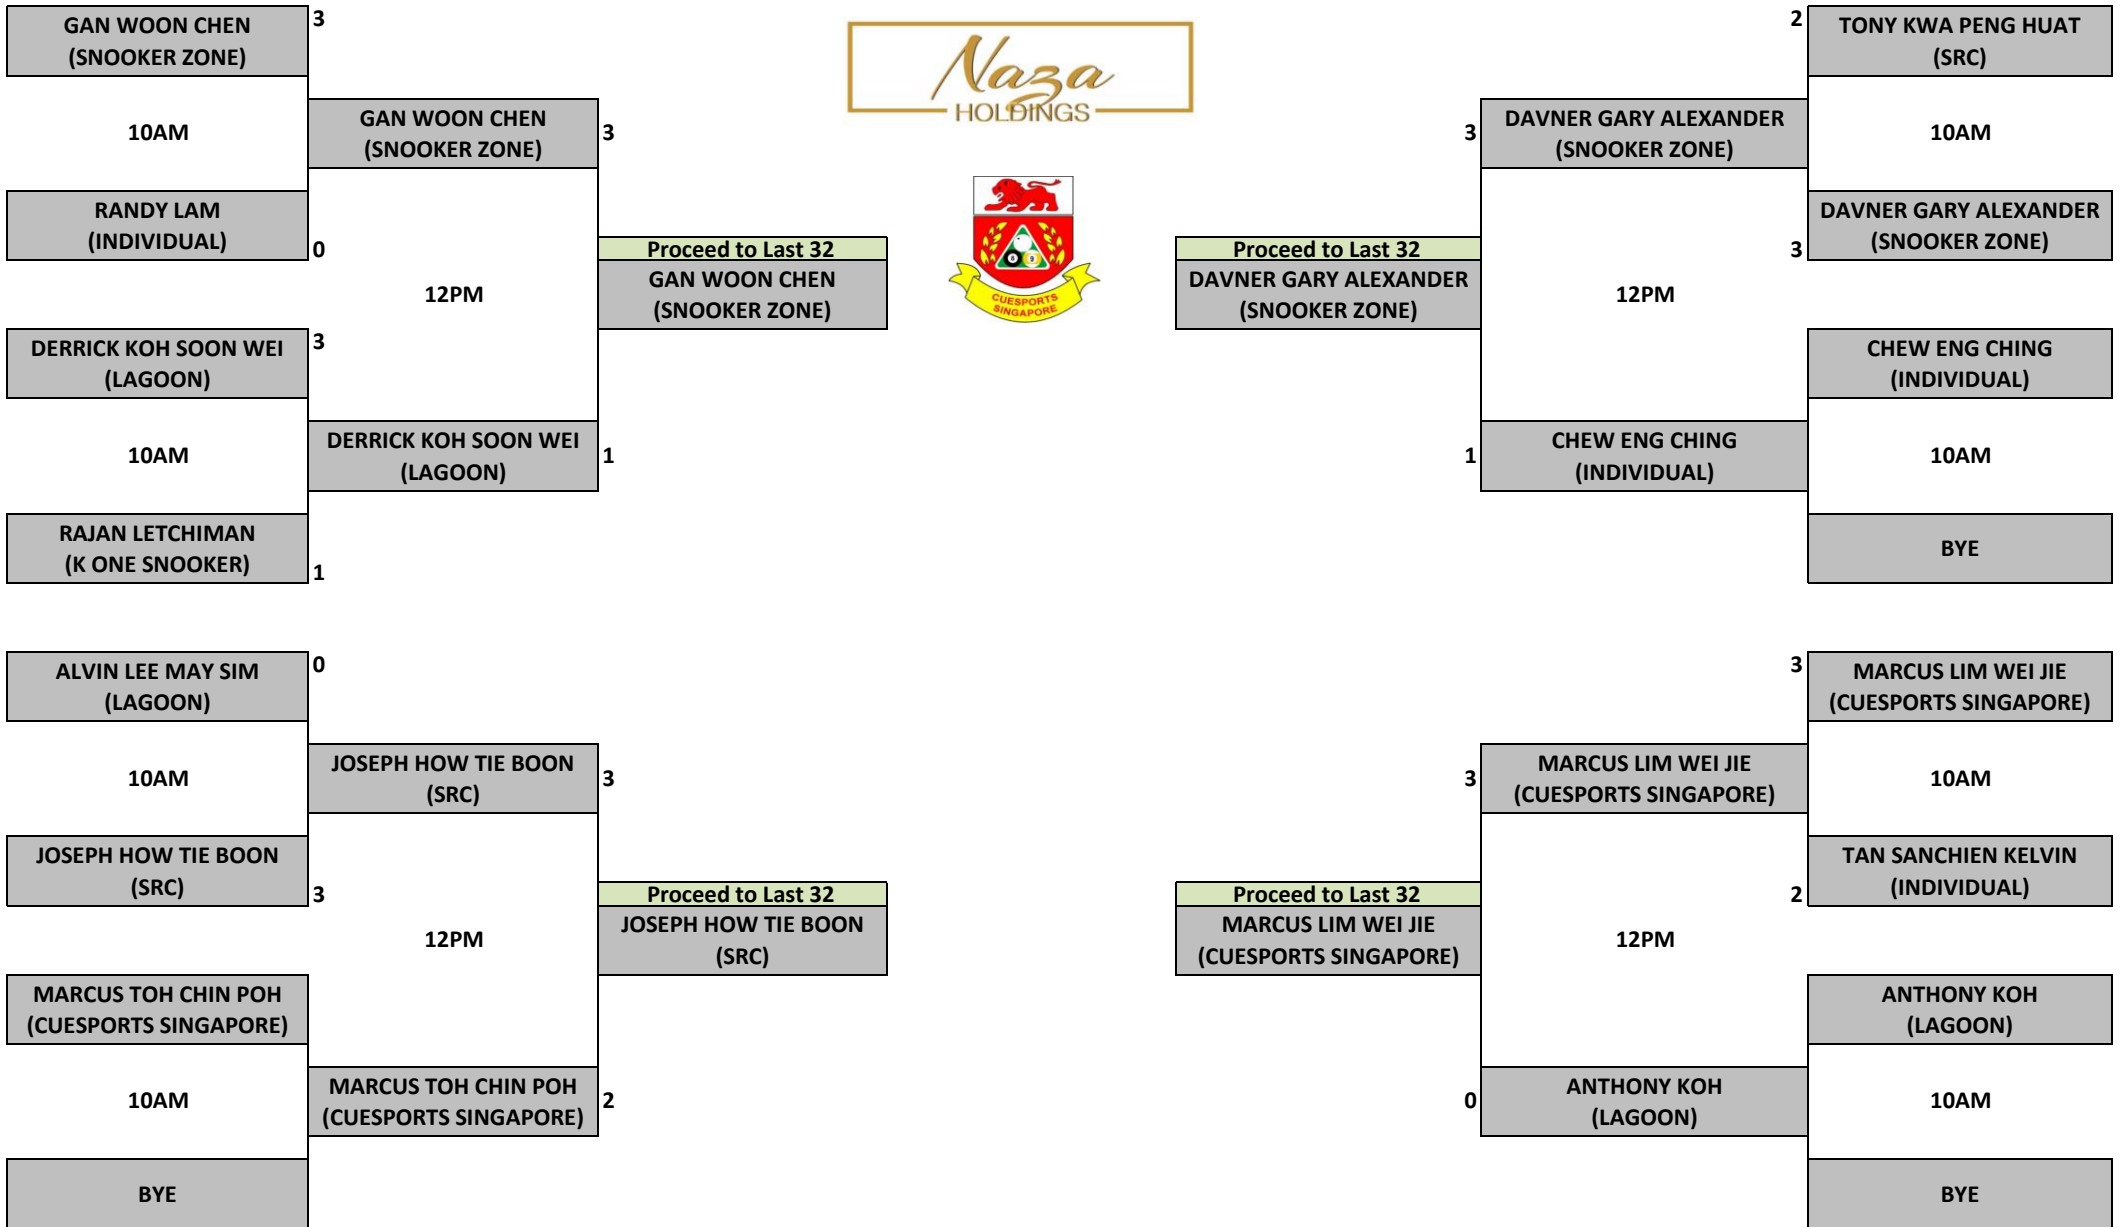 GAN WOON CHEN
(SNOOKER ZONE)
3
10AM
RANDY LAM
(INDIVIDUAL)
0
GAN WOON CHEN
(SNOOKER ZONE)
3
12PM
DERRICK KOH SOON WEI
(LAGOON)
3
10AM
RAJAN LETCHIMAN
(K ONE SNOOKER)
1
DERRICK KOH SOON WEI
(LAGOON)
1
Proceed to Last 32
GAN WOON CHEN
(SNOOKER ZONE)
Naza
HOLDINGS
8
9
CUESPORTS
SINGAPORE
2
TONY KWA PENG HUAT
(SRC)
10AM
DAVNER GARY ALEXANDER
(SNOOKER ZONE)
3
3
DAVNER GARY ALEXANDER
(SNOOKER ZONE)
12PM
Proceed to Last 32
DAVNER GARY ALEXANDER
(SNOOKER ZONE)
CHEW ENG CHING
(INDIVIDUAL)
10AM
BYE
1
CHEW ENG CHING
(INDIVIDUAL)
ALVIN LEE MAY SIM
(LAGOON)
0
10AM
JOSEPH HOW TIE BOON
(SRC)
3
JOSEPH HOW TIE BOON
(SRC)
3
12PM
MARCUS TOH CHIN POH
(CUESPORTS SINGAPORE)
10AM
BYE
MARCUS TOH CHIN POH
(CUESPORTS SINGAPORE)
2
Proceed to Last 32
JOSEPH HOW TIE BOON
(SRC)
3
MARCUS LIM WEI JIE
(CUESPORTS SINGAPORE)
10AM
TAN SANCHIEN KELVIN
(INDIVIDUAL)
2
3
MARCUS LIM WEI JIE
(CUESPORTS SINGAPORE)
12PM
Proceed to Last 32
MARCUS LIM WEI JIE
(CUESPORTS SINGAPORE)
ANTHONY KOH
(LAGOON)
10AM
BYE
0
ANTHONY KOH
(LAGOON)